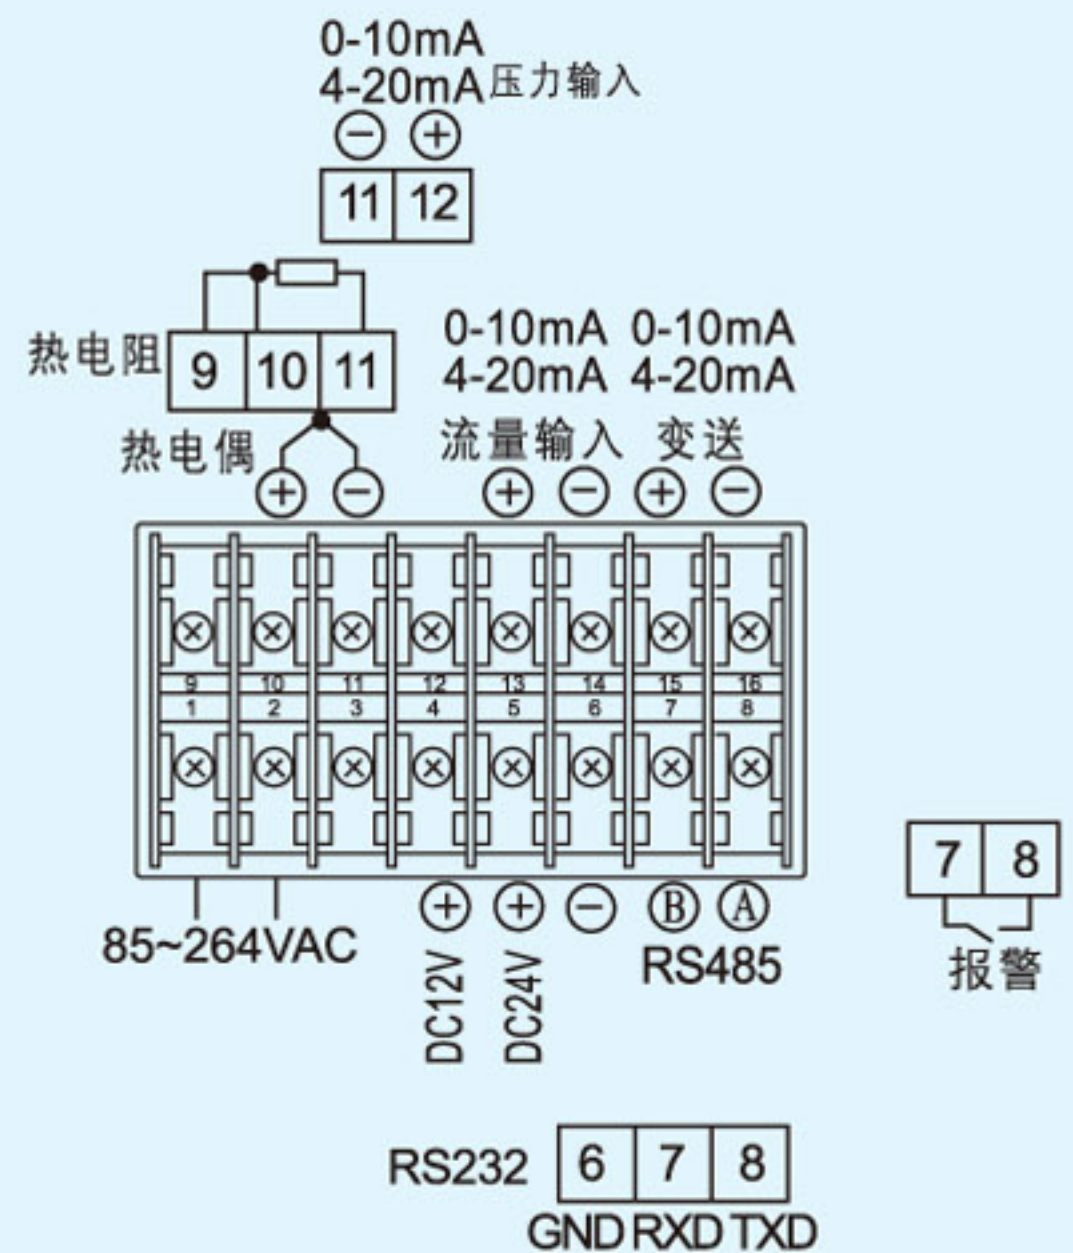 0-10mA
4-20mA 压力输入
− +
11 12
热电阻 9 10 11
0-10mA 0-10mA
4-20mA 4-20mA
热电偶 流量输入 变送
+ − + − + −
9 10 11 12 13 14 15 16
1 2 3 4 5 6 7 8
85~264VAC
+ + − B A
DC12V DC24V RS485
7 8
报警
RS232 6 7 8
GND RXD TXD